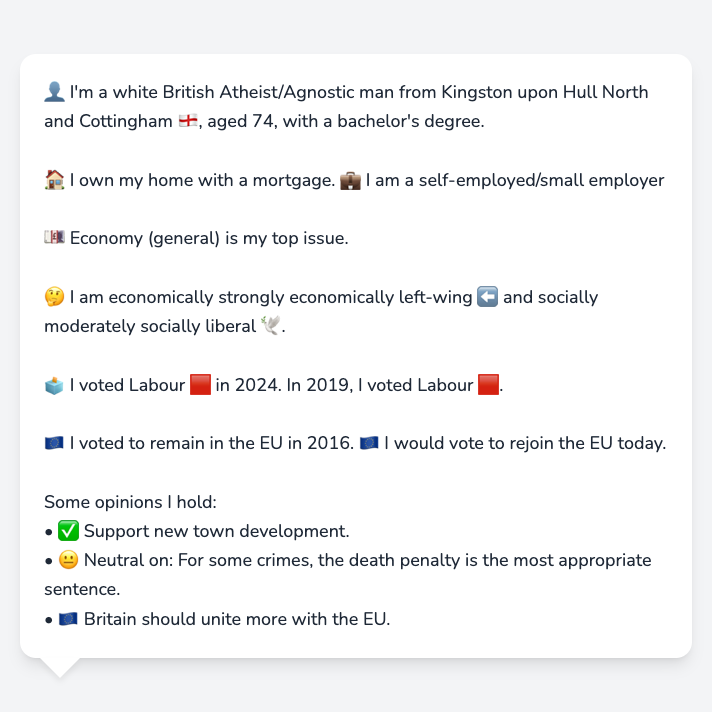 👤 I'm a white British Atheist/Agnostic man from Kingston upon Hull North
and Cottingham 🏴󠁧󠁢󠁥󠁮󠁧󠁿, aged 74, with a bachelor's degree.
🏠 I own my home with a mortgage. 💼 I am a self-employed/small employer
💷 Economy (general) is my top issue.
🤔 I am economically strongly economically left-wing ⬅️ and socially
moderately socially liberal 🕊️.
🗳️ I voted Labour 🟥 in 2024. In 2019, I voted Labour 🟥.
🇪🇺 I voted to remain in the EU in 2016. 🇪🇺 I would vote to rejoin the EU today.
Some opinions I hold:
• ✅ Support new town development.
• 😐 Neutral on: For some crimes, the death penalty is the most appropriate
sentence.
• 🇪🇺 Britain should unite more with the EU.